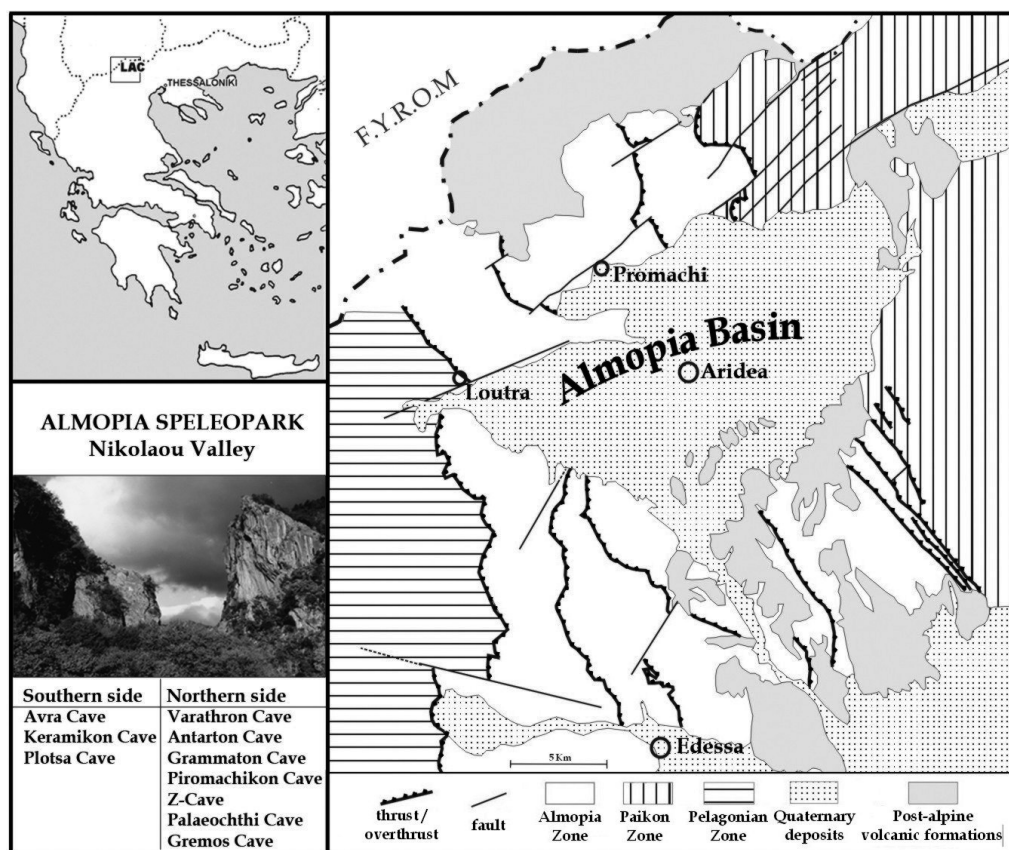 LAC
THESSALONIKI
ALMOPIA SPELEOPARK
Nikolaou Valley
Southern side
Avra Cave
Keramikon Cave
Plotsa Cave
Northern side
Varathron Cave
Antarton Cave
Grammaton Cave
Piromachikon Cave
Z-Cave
Palaeochthi Cave
Gremos Cave
F.Y.R.O.M
Promachi
Almopia Basin
Aridea
Loutra
Edessa
5 Km
thrust/
overthrust
fault
Almopia
Zone
Paikon
Zone
Pelagonian
Zone
Quaternary
deposits
Post-alpine
volcanic formations